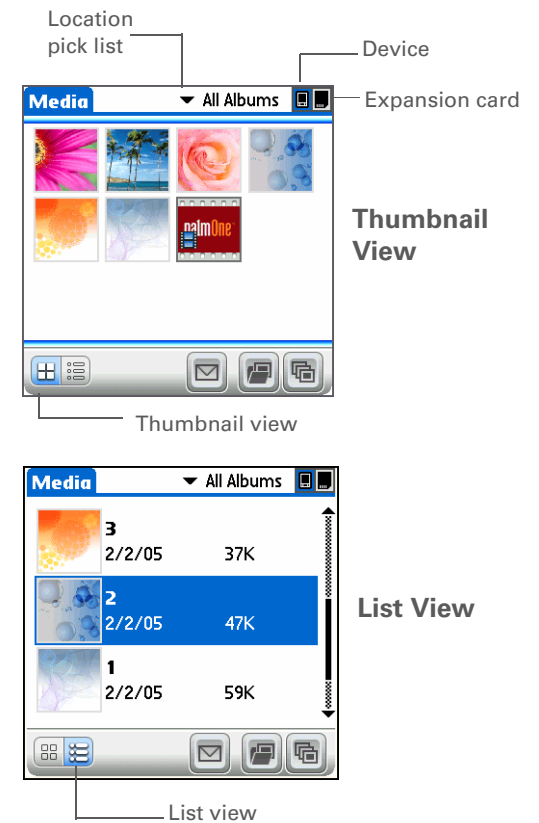 Location
pick list
Device
Media
All Albums
Expansion card
palmOne
Thumbnail
View
Thumbnail view
Media
All Albums
3
2/2/05 37K
2
2/2/05 47K
List View
1
2/2/05 59K
List view